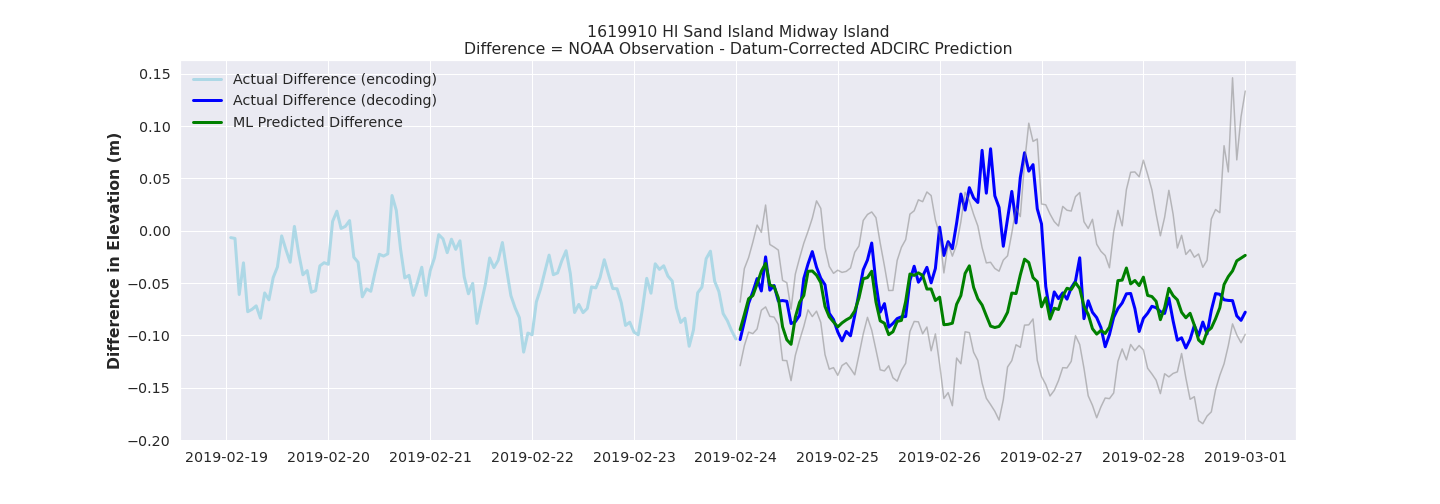 1619910 HI Sand Island Midway Island
Difference = NOAA Observation - Datum-Corrected ADCIRC Prediction
Actual Difference (encoding)
Actual Difference (decoding)
ML Predicted Difference
Difference in Elevation (m)
0.15
0.10
0.05
0.00
−0.05
−0.10
−0.15
−0.20
2019-02-19 2019-02-20 2019-02-21 2019-02-22 2019-02-23 2019-02-24 2019-02-25 2019-02-26 2019-02-27 2019-02-28 2019-03-01